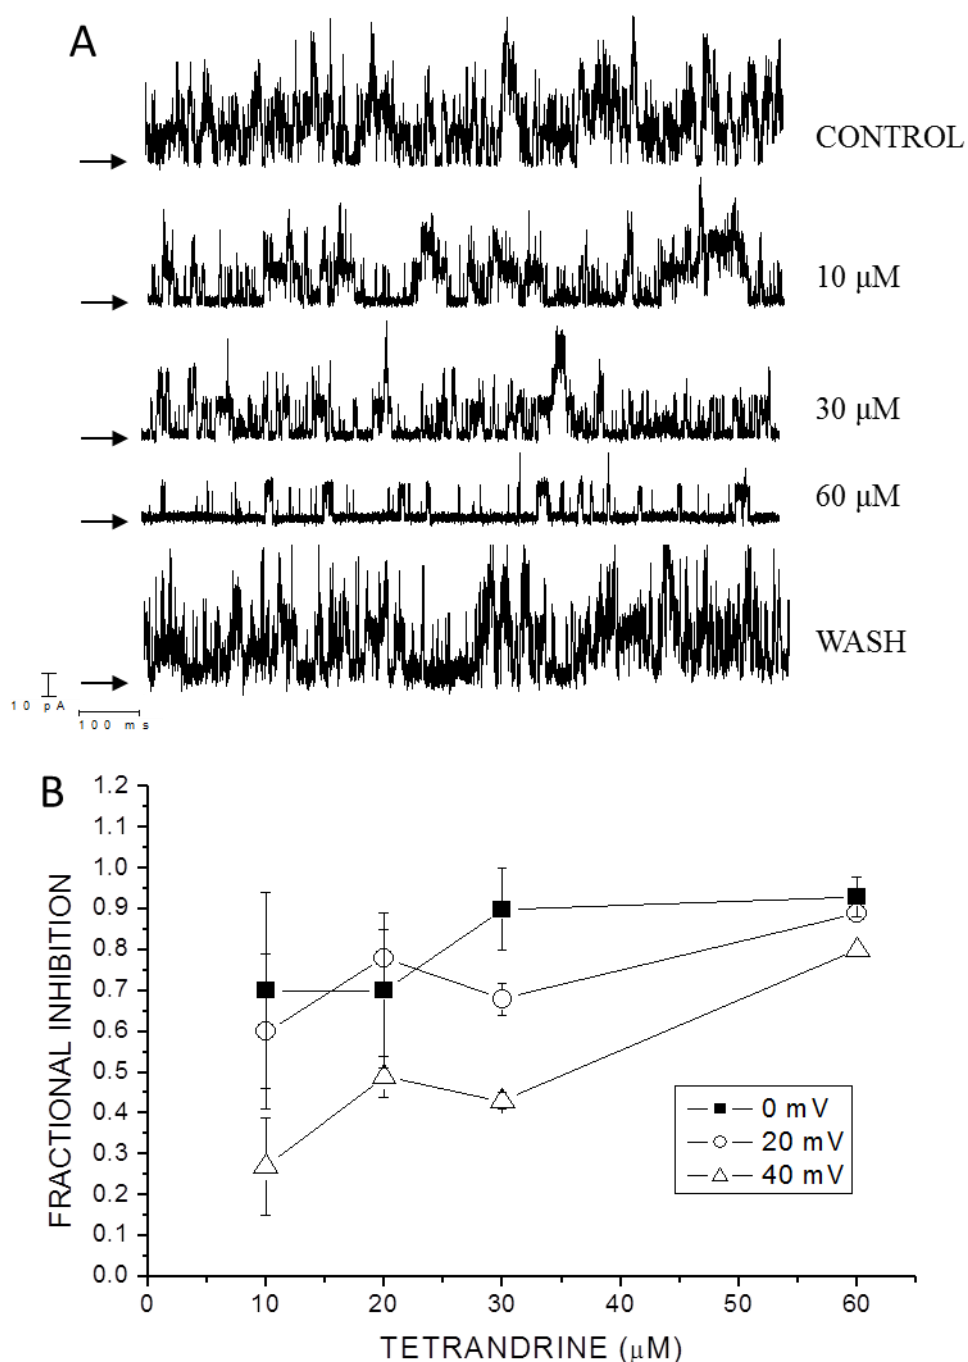 A
CONTROL
10 μM
30 μM
60 μM
WASH
10 pA
100 ms
B
1.2
1.1
1.0
0.9
0.8
0.7
0.6
0.5
0.4
0.3
0.2
0.1
0.0
FRACTIONAL INHIBITION
0 mV
20 mV
40 mV
0 10 20 30 40 50 60
TETRANDRINE (μM)